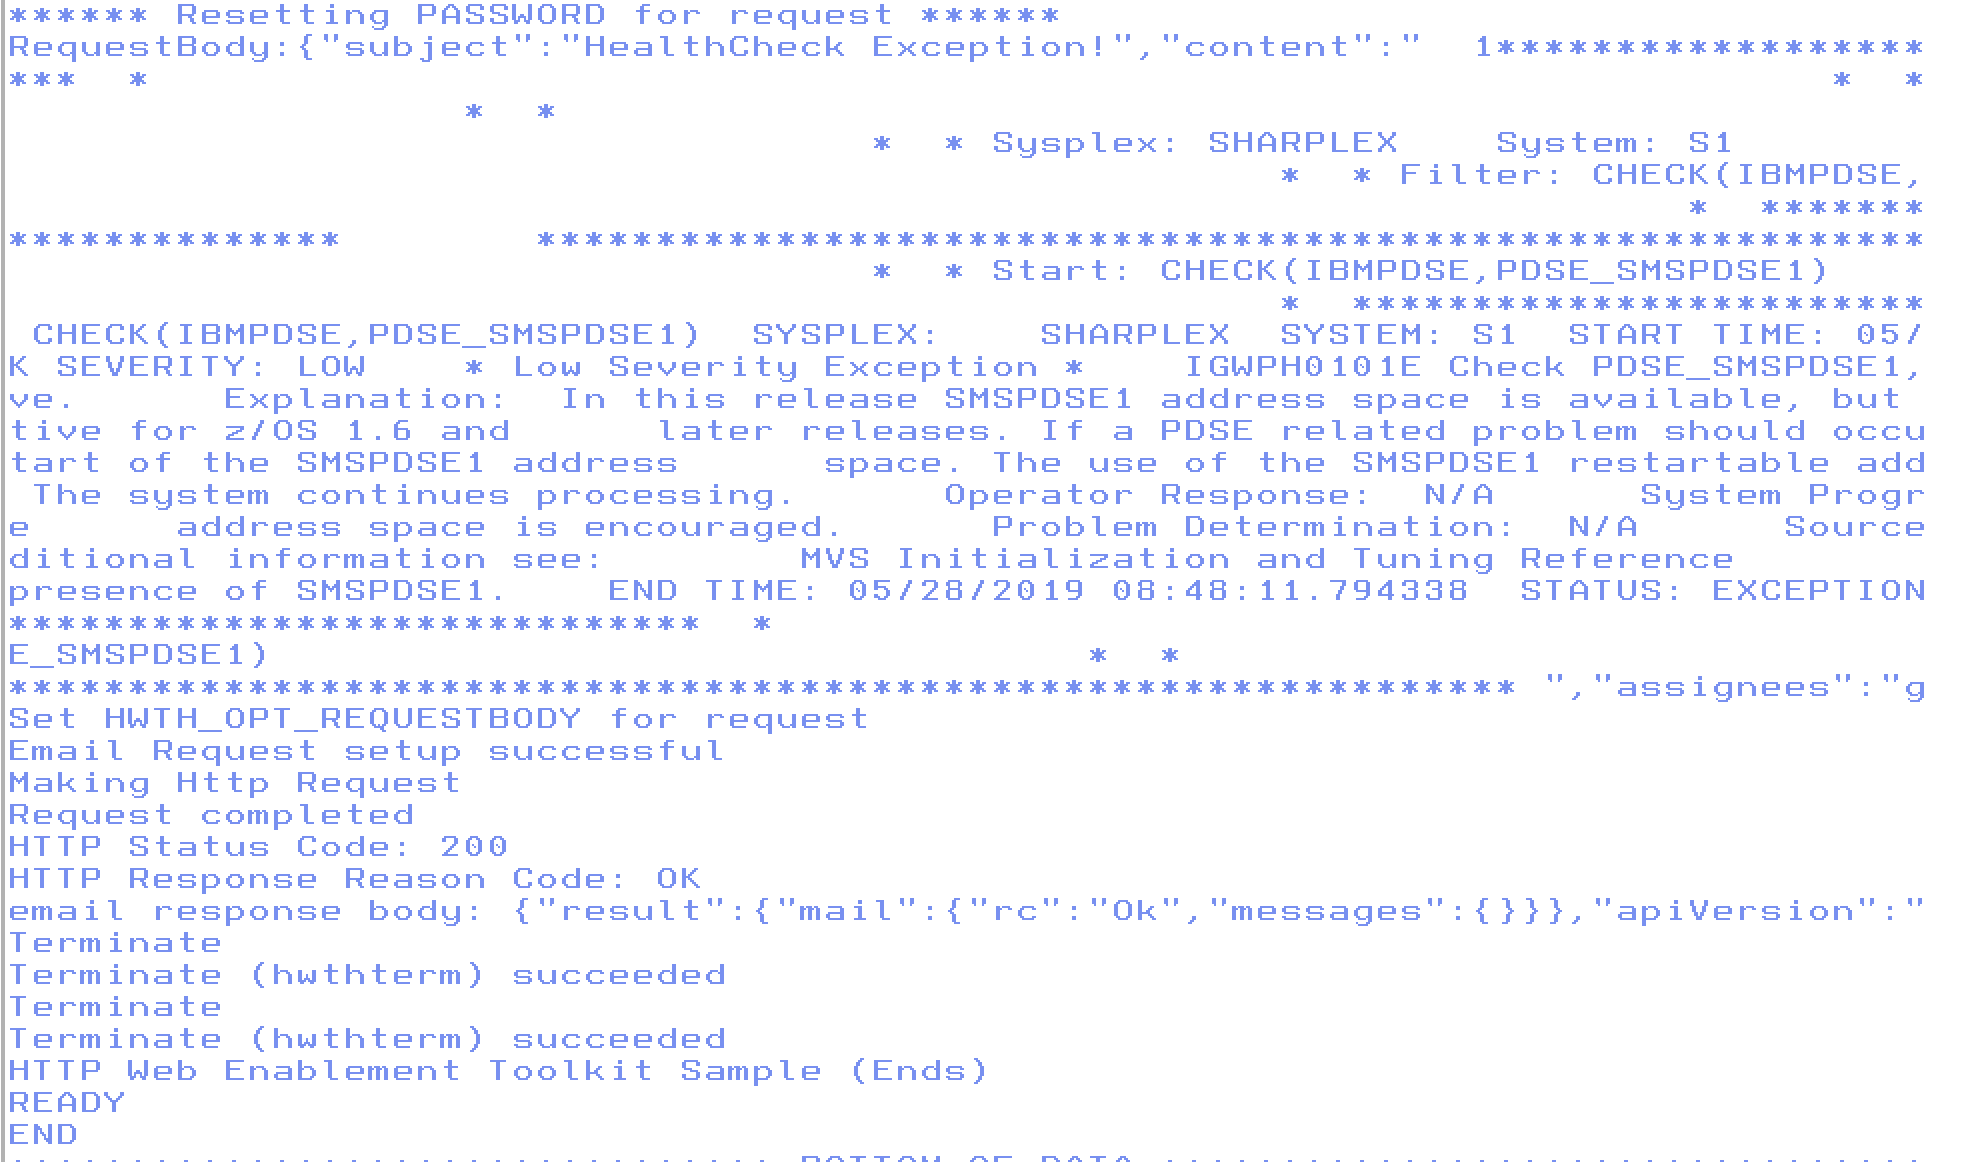 ****** Resetting PASSWORD for request ******
RequestBody:{"subject":"HealthCheck Exception!","content":"  1******************
***  *                                                                      *  *
                   *  *
                                    *  * Sysplex: SHARPLEX    System: S1
                                                     *  * Filter: CHECK(IBMPDSE,
                                                                      *  *******
**************        **********************************************************
                                    *  * Start: CHECK(IBMPDSE,PDSE_SMSPDSE1)
                                                     *  ************************
 CHECK(IBMPDSE,PDSE_SMSPDSE1)  SYSPLEX:    SHARPLEX  SYSTEM: S1  START TIME: 05/
K SEVERITY: LOW    * Low Severity Exception *    IGWPH0101E Check PDSE_SMSPDSE1,
ve.      Explanation:  In this release SMSPDSE1 address space is available, but
tive for z/OS 1.6 and      later releases. If a PDSE related problem should occu
tart of the SMSPDSE1 address      space. The use of the SMSPDSE1 restartable add
 The system continues processing.      Operator Response:  N/A      System Progr
e      address space is encouraged.      Problem Determination:  N/A      Source
ditional information see:        MVS Initialization and Tuning Reference
presence of SMSPDSE1.    END TIME: 05/28/2019 08:48:11.794338  STATUS: EXCEPTION
*****************************  *
E_SMSPDSE1)                                  *  *
*************************************************************** ","assignees":"g
Set HWTH_OPT_REQUESTBODY for request
Email Request setup successful
Making Http Request
Request completed
HTTP Status Code: 200
HTTP Response Reason Code: OK
email response body: {"result":{"mail":{"rc":"Ok","messages":{}}},"apiVersion":"
Terminate
Terminate (hwthterm) succeeded
Terminate
Terminate (hwthterm) succeeded
HTTP Web Enablement Toolkit Sample (Ends)
READY
END
BOTTOM OF DATA